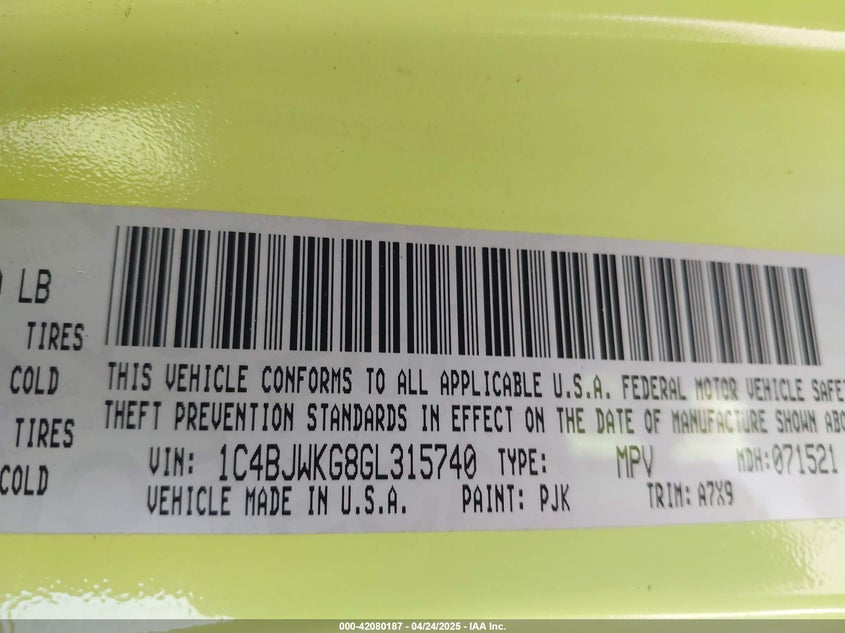 LB
TIRES
COLD
TIRES
COLD
THIS VEHICLE CONFORMS TO ALL APPLICABLE U.S.A. FEDERAL MOTOR VEHICLE SAFE
THEFT PREVENTION STANDARDS IN EFFECT ON THE DATE OF MANUFACTURE SHOWN ABO
VIN: 1C4BJWKG8GL315740 TYPE: MPV MDH:071521
VEHICLE MADE IN U.S.A. PAINT: PJK TRIM: A7X9
000-42080187 - 04/24/2025 - IAA Inc.